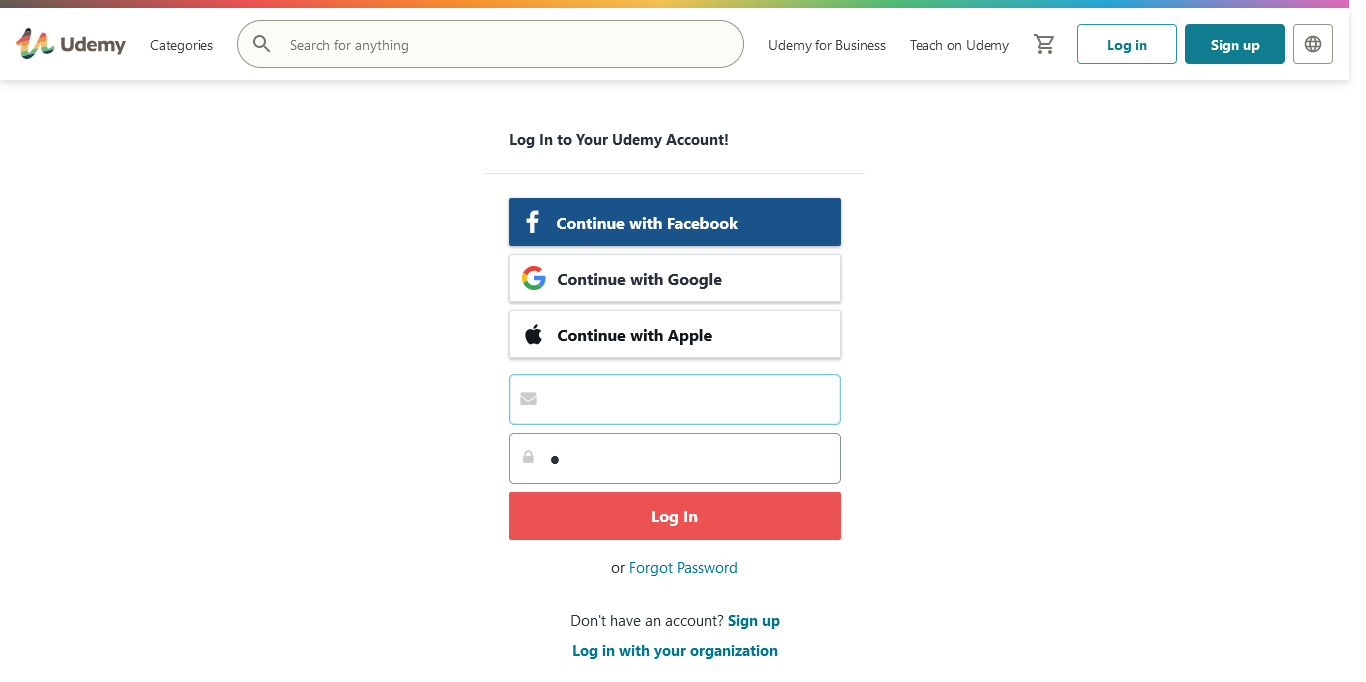 Udemy
Categories
Search for anything
Udemy for Business
Teach on Udemy
Log in
Sign up
Log In to Your Udemy Account!
Continue with Facebook
Continue with Google
Continue with Apple
Log In
or Forgot Password
Don't have an account? Sign up
Log in with your organization